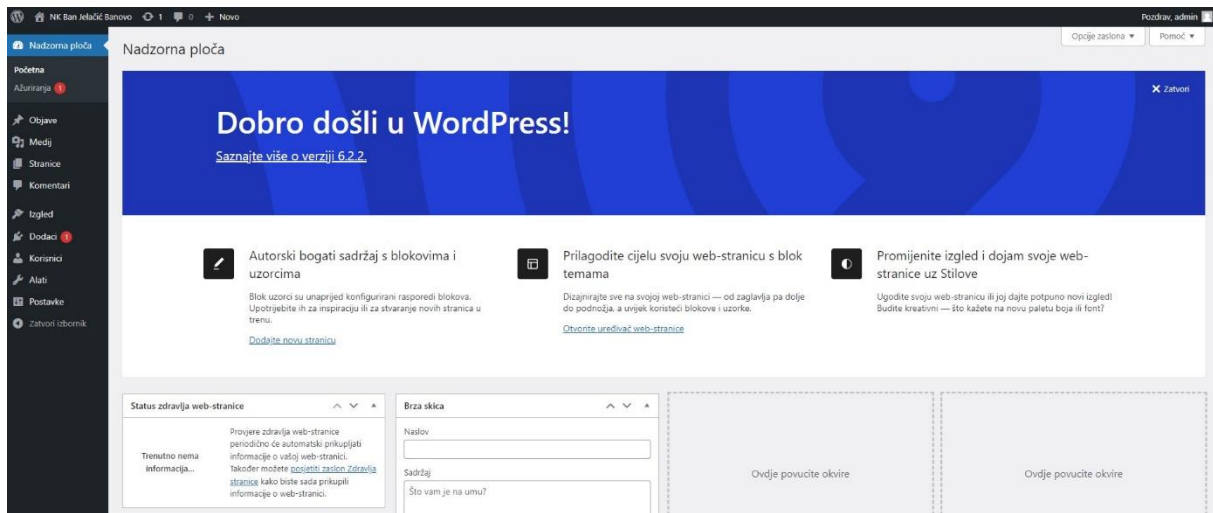 NK Ban Jelačić Banovo 1 0 + Novo
Pozdrav, admin
Opcije zaslona ▼
Pomoć ▼
Nadzorna ploča
Početna
Ažuriranja 1
Objave
Medij
Stranice
Komentari
Izgled
Dodaci 1
Korisnici
Alati
Postavke
Zatvori izbornik
Nadzorna ploča
Zatvori
Dobro došli u WordPress!
Saznajte više o verziji 6.2.2.
Autorski bogati sadržaj s blokovima i
uzorcima
Blok uzorci su unaprijed konfigurirani rasporedi blokova.
Upotrijebite ih za inspiraciju ili za stvaranje novih stranica u
trenu.
Dodajte novu stranicu
Prilagodite cijelu svoju web-stranicu s blok
temama
Dizajnirajte sve na svojoj web-stranici — od zaglavlja pa dolje
do podnožja, a uvijek koristeći blokove i uzorke.
Otvorite uređivač web-stranice
Promijenite izgled i dojam svoje web-
stranice uz Stilove
Ugodite svoju web-stranicu ili joj dajte potpuno novi izgled!
Budite kreativni — što kažete na novu paletu boja ili font?
Status zdravlja web-stranice
Trenutno nema
informacija...
Provjere zdravlja web-stranice
periodično će automatski prikupljati
informacije o vašoj web-stranici.
Također možete posjetiti zaslon Zdravlja
stranice kako biste sada prikupili
informacije o web-stranici.
Brza skica
Naslov
Sadržaj
Što vam je na umu?
Ovdje povucite okvire
Ovdje povucite okvire